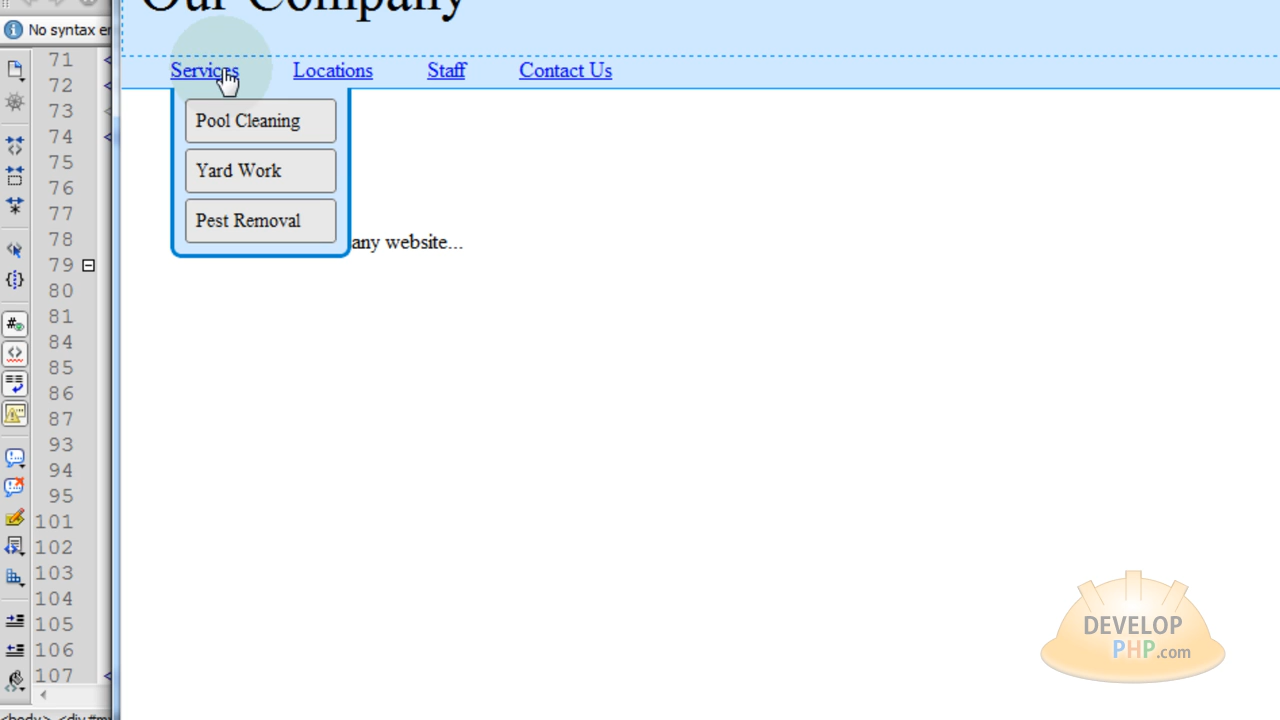 Our Company
No syntax er
Services Locations Staff Contact Us
Pool Cleaning
Yard Work
Pest Removal
any website...
71
72
73
74
75
76
77
78
79
80
81
84
85
86
87
93
94
95
101
102
103
104
105
106
107
DEVELOP
PHP.com
<body> <div#m